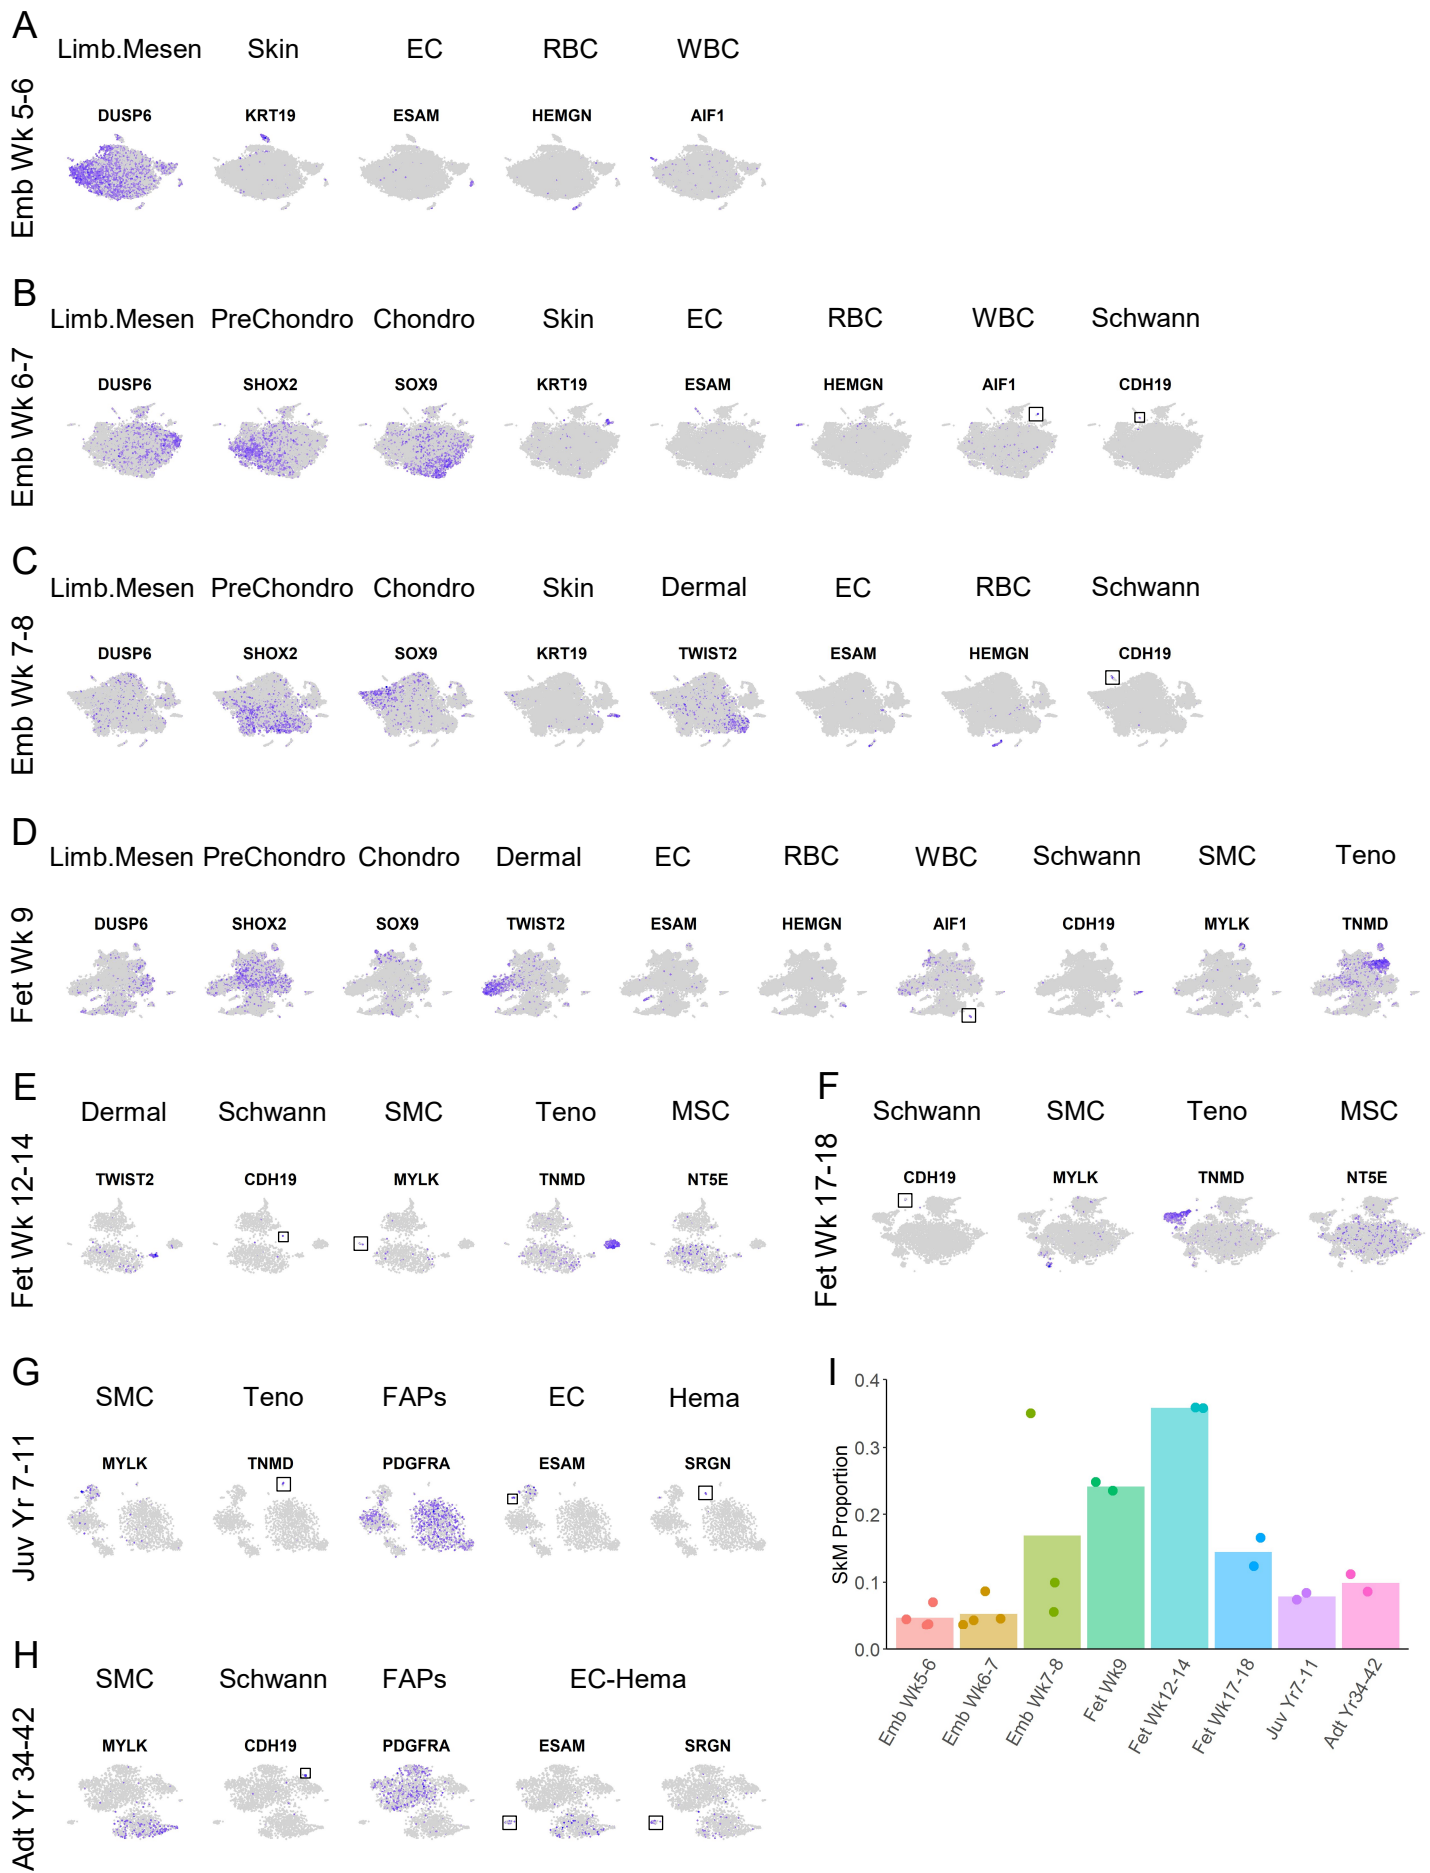 A
Limb.Mesen Skin EC RBC WBC
Emb Wk 5-6
DUSP6 KRT19 ESAM HEMGN AIF1
B
Limb.Mesen PreChondro Chondro Skin EC RBC WBC Schwann
Emb Wk 6-7
DUSP6 SHOX2 SOX9 KRT19 ESAM HEMGN AIF1 CDH19
C
Limb.Mesen PreChondro Chondro Skin Dermal EC RBC Schwann
Emb Wk 7-8
DUSP6 SHOX2 SOX9 KRT19 TWIST2 ESAM HEMGN CDH19
D
Limb.Mesen PreChondro Chondro Dermal EC RBC WBC Schwann SMC Teno
Fet Wk 9
DUSP6 SHOX2 SOX9 TWIST2 ESAM HEMGN AIF1 CDH19 MYLK TNMD
E
Dermal Schwann SMC Teno MSC
Fet Wk 12-14
TWIST2 CDH19 MYLK TNMD NT5E
F
Schwann SMC Teno MSC
Fet Wk 17-18
CDH19 MYLK TNMD NT5E
G
SMC Teno FAPs EC Hema
Juv Yr 7-11
MYLK TNMD PDGFRA ESAM SRGN
H
SMC Schwann FAPs EC-Hema
Adt Yr 34-42
MYLK CDH19 PDGFRA ESAM SRGN
I
SkM Proportion
0.4
0.3
0.2
0.1
0.0
Emb Wk5-6
Emb Wk6-7
Emb Wk7-8
Fet Wk9
Fet Wk12-14
Fet Wk17-18
Juv Yr7-11
Adt Yr34-42